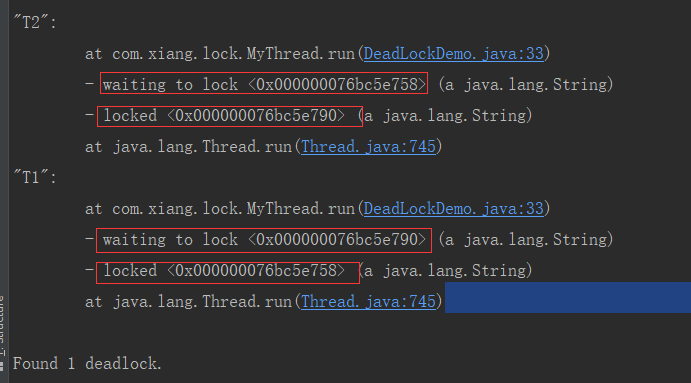 "T2":
at com.xiang.lock.MyThread.run(DeadLockDemo.java:33)
- waiting to lock <0x000000076bc5e758> (a java.lang.String)
- locked <0x000000076bc5e790> (a java.lang.String)
at java.lang.Thread.run(Thread.java:745)
"T1":
at com.xiang.lock.MyThread.run(DeadLockDemo.java:33)
- waiting to lock <0x000000076bc5e790> (a java.lang.String)
- locked <0x000000076bc5e758> (a java.lang.String)
at java.lang.Thread.run(Thread.java:745)
Found 1 deadlock.